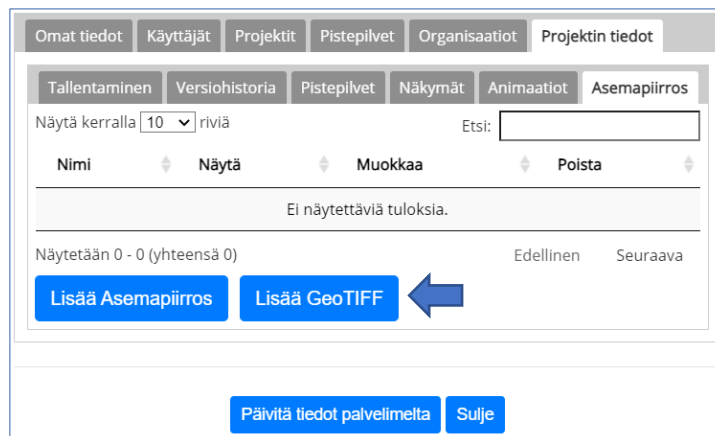 Omat tiedot Käyttäjät Projektit Pistepilvet Organisaatiot Projektin tiedot
Tallentaminen Versiohistoria Pistepilvet Näkymät Animaatiot Asemapiirros
Näytä kerralla 10 riviä Etsi:
Nimi Näytä Muokkaa Poista
Ei näytettäviä tuloksia.
Näytetään 0 - 0 (yhteensä 0) Edellinen Seuraava
Lisää Asemapiirros Lisää GeoTIFF
Päivitä tiedot palvelimelta Sulje